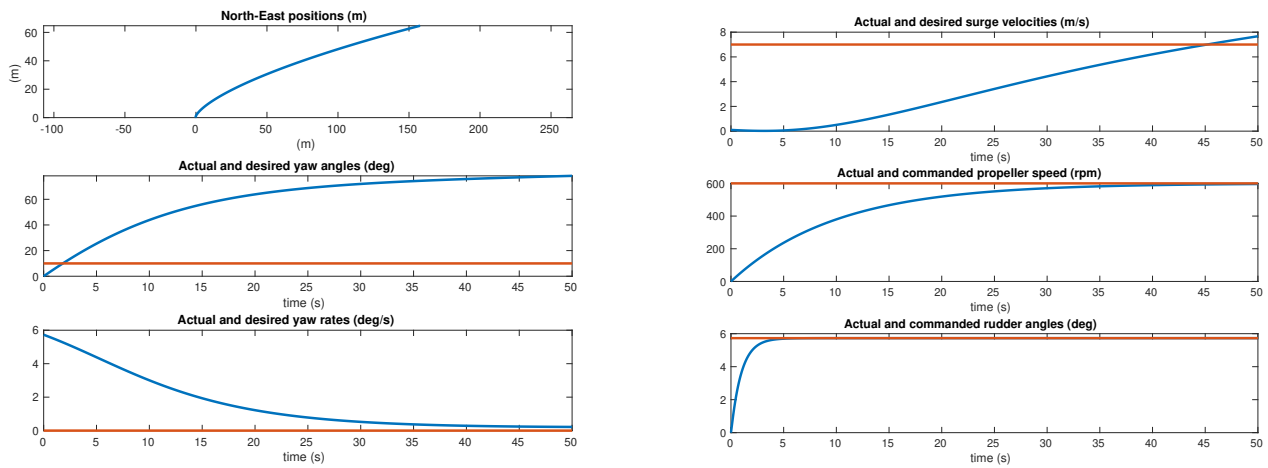 North-East positions (m)
60
40
20
0
(m)
-100 -50 0 50 100 150 200 250
(m)
Actual and desired yaw angles (deg)
60
40
20
0
0 5 10 15 20 25 30 35 40 45 50
time (s)
Actual and desired yaw rates (deg/s)
6
4
2
0
0 5 10 15 20 25 30 35 40 45 50
time (s)
Actual and desired surge velocities (m/s)
8
6
4
2
0
0 5 10 15 20 25 30 35 40 45 50
time (s)
Actual and commanded propeller speed (rpm)
600
400
200
0 5 10 15 20 25 30 35 40 45 50
time (s)
Actual and commanded rudder angles (deg)
6
4
2
0
0 5 10 15 20 25 30 35 40 45 50
time (s)